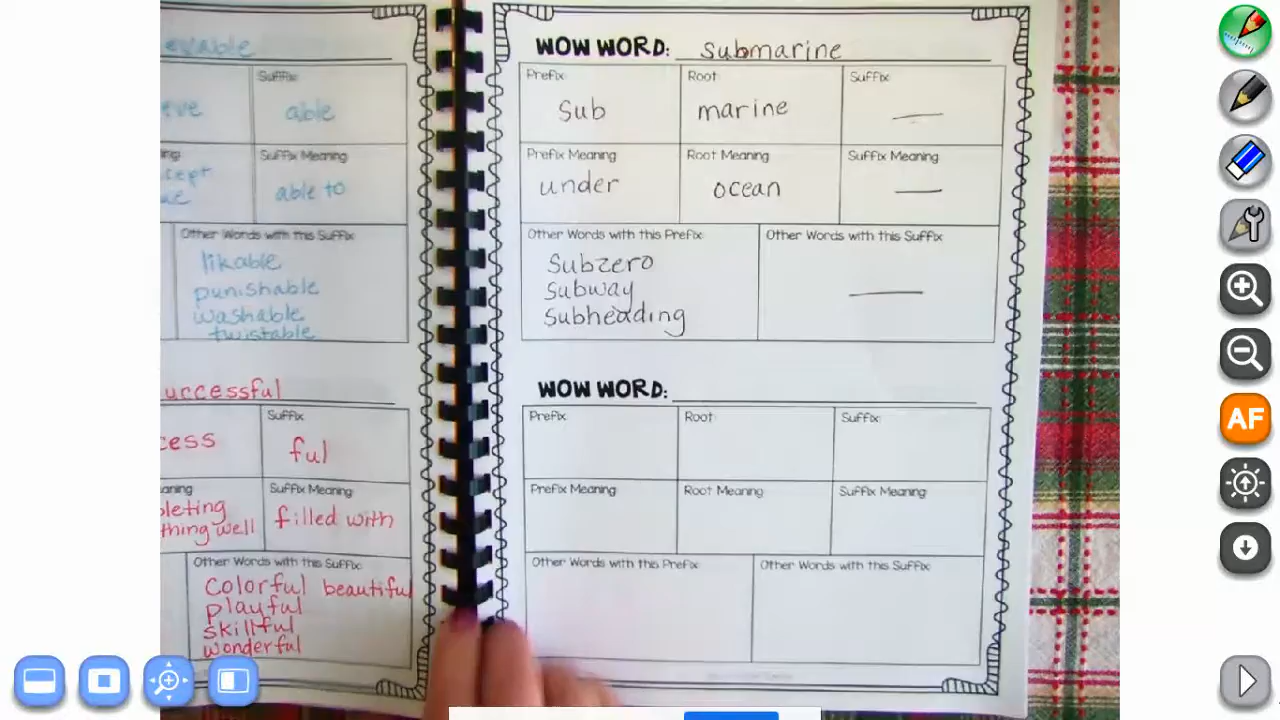 able
Suffix
able
Suffix Meaning
able to
Other Words with this Suffix
likable
punishable
washable
twistable
Suffix
ful
Suffix Meaning
filled with
thing well
Other Words with this Suffix
Colorful beautiful
playful
skillful
wonderful
WOW WORD: submarine
Prefix Root Suffix
Sub marine —
Prefix Meaning Root Meaning Suffix Meaning
under ocean —
Other Words with this Prefix Other Words with this Suffix
Subzero
Subway —
Subheading
WOW WORD:
Prefix Root Suffix
Prefix Meaning Root Meaning Suffix Meaning
Other Words with this Prefix Other Words with this Suffix
AF